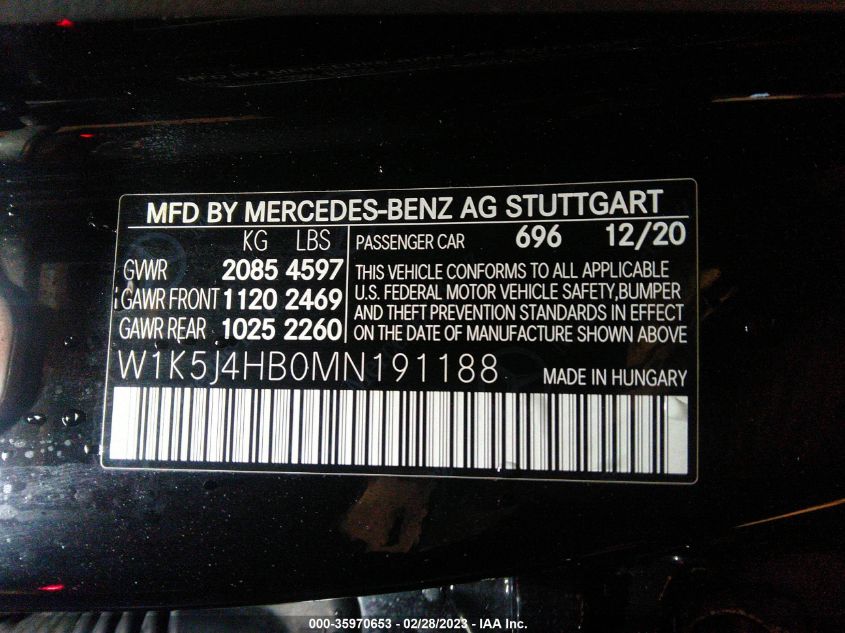 MFD BY MERCEDES-BENZ AG STUTTGART
KG LBS
GVWR 2085 4597
GAWR FRONT 1120 2469
GAWR REAR 1025 2260
PASSENGER CAR 696 12/20
THIS VEHICLE CONFORMS TO ALL APPLICABLE
U.S. FEDERAL MOTOR VEHICLE SAFETY,BUMPER
AND THEFT PREVENTION STANDARDS IN EFFECT
ON THE DATE OF MANUFACTURE SHOWN ABOVE
W1K5J4HB0MN191188 MADE IN HUNGARY
000-35970653 - 02/28/2023 - IAA Inc.